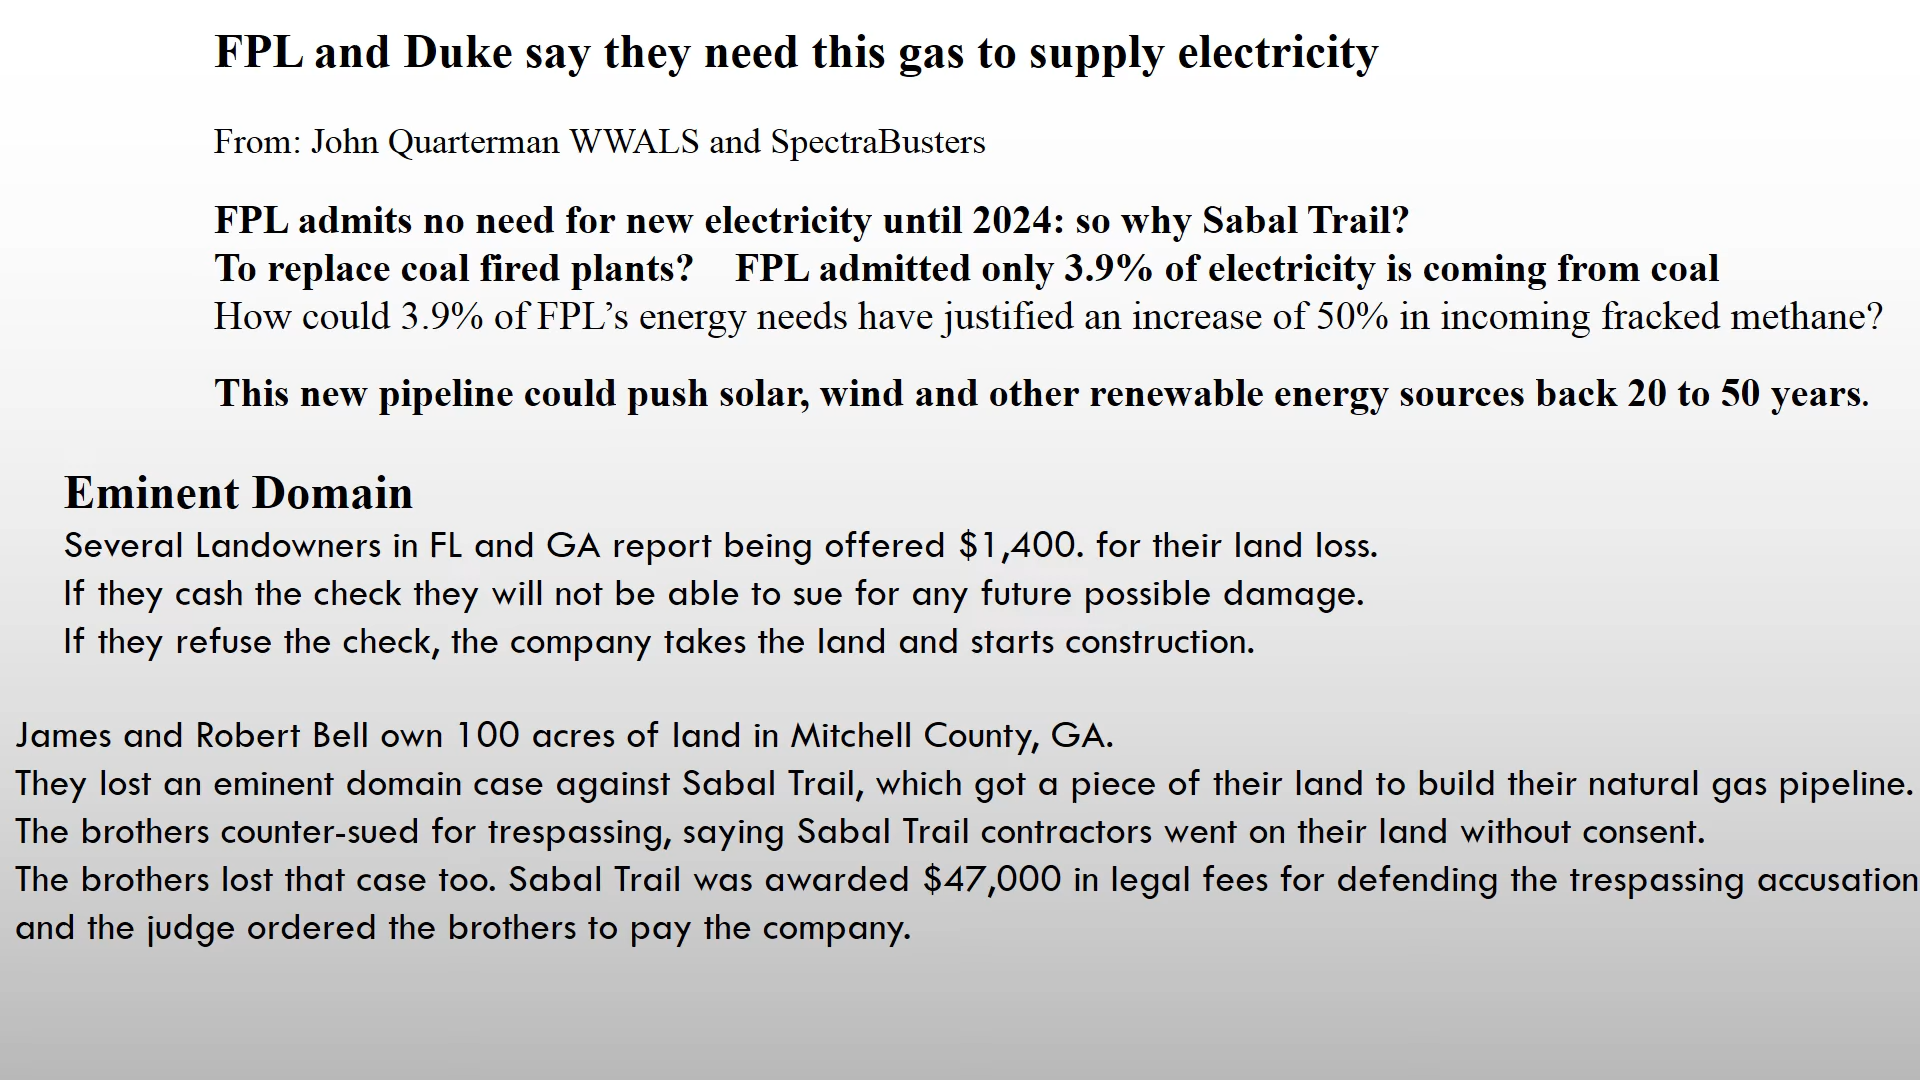 FPL and Duke say they need this gas to supply electricity
From: John Quarterman WWALS and SpectraBusters
FPL admits no need for new electricity until 2024: so why Sabal Trail?
To replace coal fired plants? FPL admitted only 3.9% of electricity is coming from coal
How could 3.9% of FPL’s energy needs have justified an increase of 50% in incoming fracked methane?
This new pipeline could push solar, wind and other renewable energy sources back 20 to 50 years.
Eminent Domain
Several Landowners in FL and GA report being offered $1,400. for their land loss.
If they cash the check they will not be able to sue for any future possible damage.
If they refuse the check, the company takes the land and starts construction.
James and Robert Bell own 100 acres of land in Mitchell County, GA.
They lost an eminent domain case against Sabal Trail, which got a piece of their land to build their natural gas pipeline.
The brothers counter-sued for trespassing, saying Sabal Trail contractors went on their land without consent.
The brothers lost that case too. Sabal Trail was awarded $47,000 in legal fees for defending the trespassing accusation
and the judge ordered the brothers to pay the company.